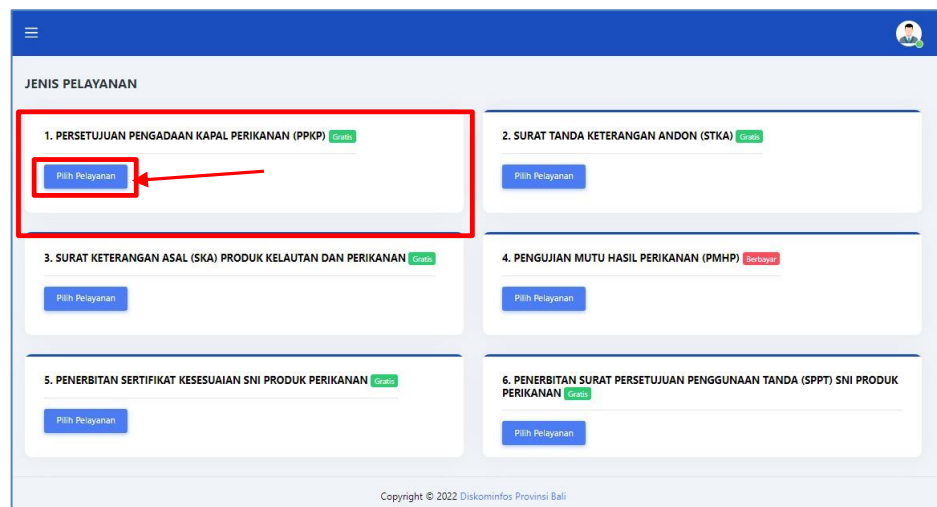 JENIS PELAYANAN
1. PERSETUJUAN PENGADAAN KAPAL PERIKANAN (PPKP) Gratis
Pilih Pelayanan
2. SURAT TANDA KETERANGAN ANDON (STKA) Gratis
Pilih Pelayanan
3. SURAT KETERANGAN ASAL (SKA) PRODUK KELAUTAN DAN PERIKANAN Gratis
Pilih Pelayanan
4. PENGUJIAN MUTU HASIL PERIKANAN (PMHP) Berbayar
Pilih Pelayanan
5. PENERBITAN SERTIFIKAT KESESUAIAN SNI PRODUK PERIKANAN Gratis
Pilih Pelayanan
6. PENERBITAN SURAT PERSETUJUAN PENGGUNAAN TANDA (SPPT) SNI PRODUK
PERIKANAN Gratis
Pilih Pelayanan
Copyright © 2022 Diskominfos Provinsi Bali